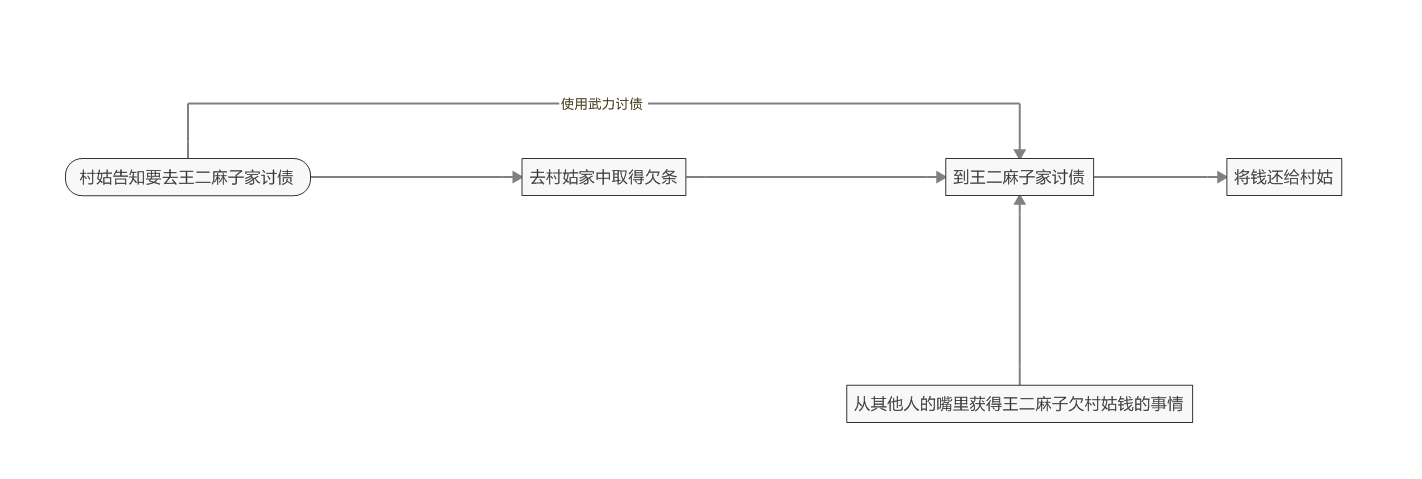 使用武力讨债
村姑告知要去王二麻子家讨债
去村姑家中取得欠条
到王二麻子家讨债
将钱还给村姑
从其他人的嘴里获得王二麻子欠村姑钱的事情